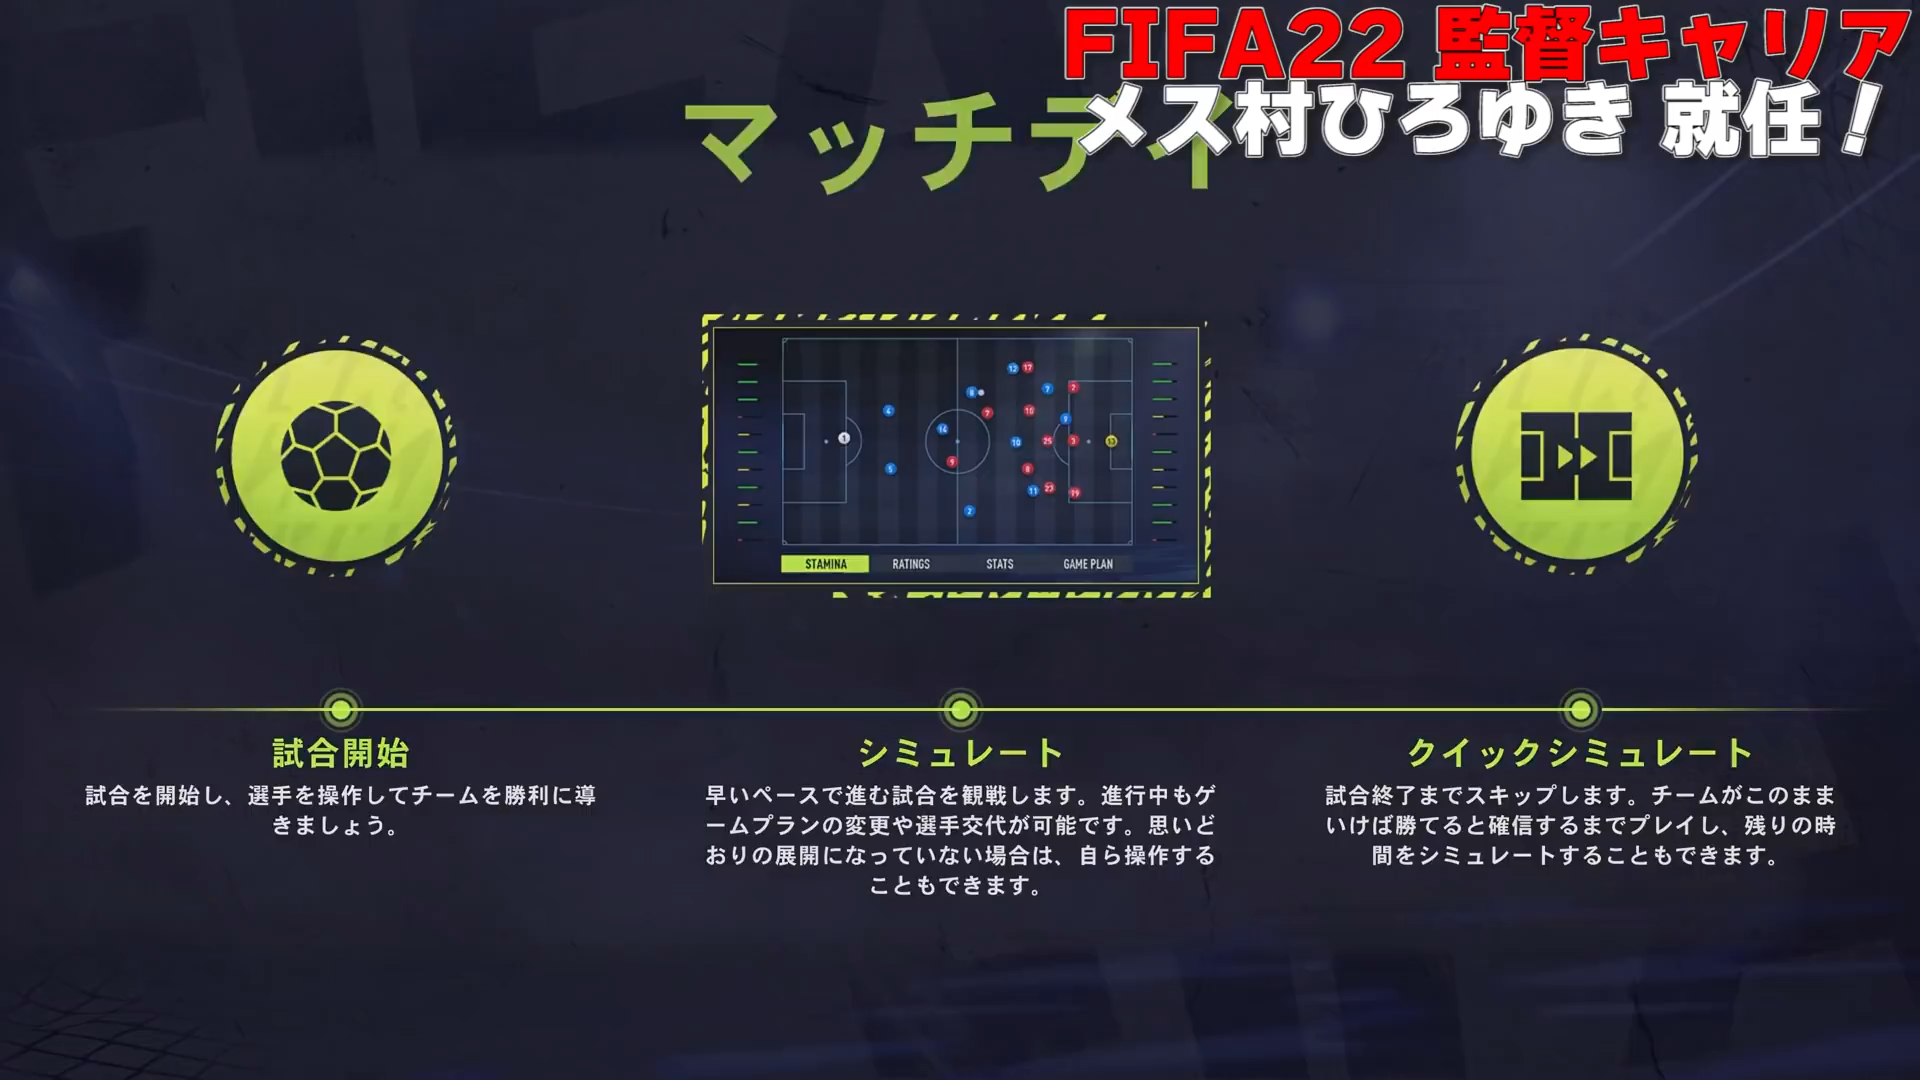 FIFA22 監督キャリア
メス村ひろゆき 就任!
マッチデイ
STAMINA RATINGS STATS GAME PLAN
試合開始
試合を開始し、選手を操作してチームを勝利に導
きましょう。
シミュレート
早いペースで進む試合を観戦します。進行中もゲ
ームプランの変更や選手交代が可能です。思いど
おりの展開になっていない場合は、自ら操作する
こともできます。
クイックシミュレート
試合終了までスキップします。チームがこのまま
いけば勝てると確信するまでプレイし、残りの時
間をシミュレートすることもできます。